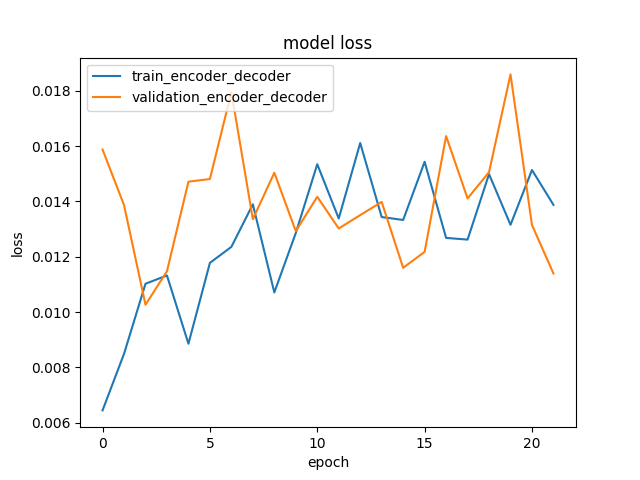 model loss
train_encoder_decoder
validation_encoder_decoder
0.018
0.016
0.014
0.012
0.010
0.008
0.006
loss
0 5 10 15 20
epoch